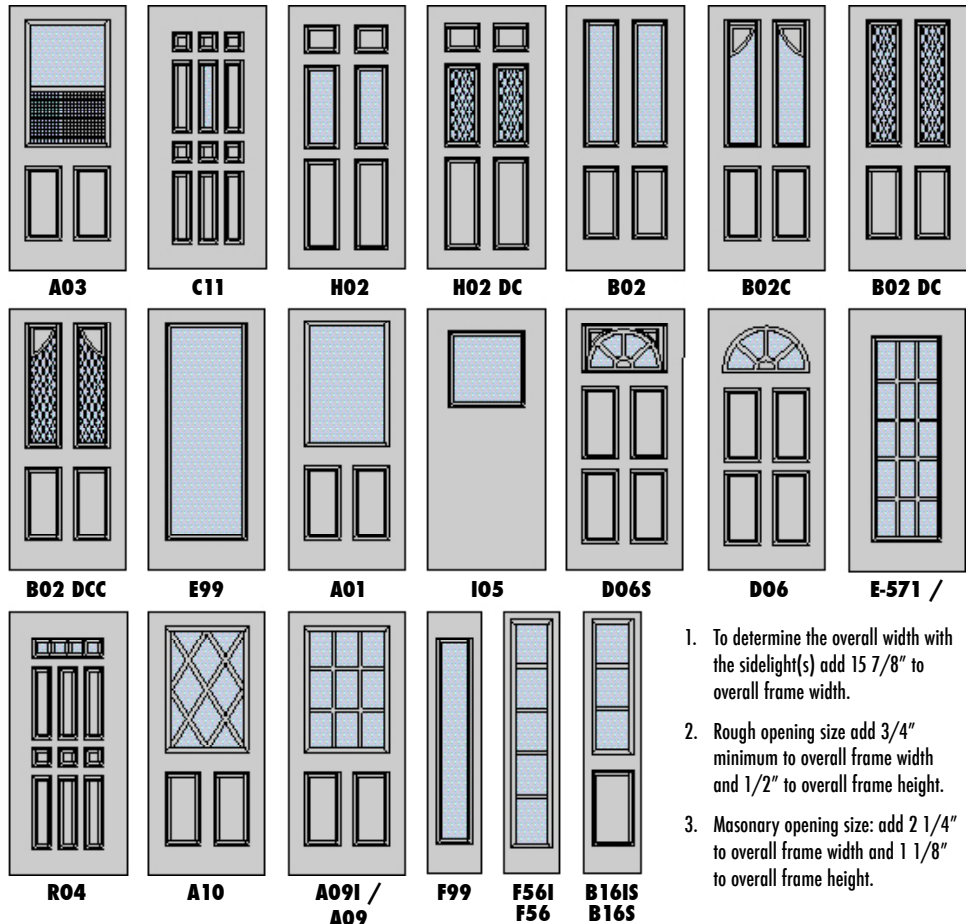 A03 C11 H02 H02 DC B02 B02C B02 DC
B02 DCC E99 A01 I05 D06S D06 E-571 /
R04 A10 A09I / F99 F56I B16IS
A09 F56 B16S
1. To determine the overall width with
the sidelight(s) add 15 7/8" to
overall frame width.
2. Rough opening size add 3/4"
minimum to overall frame width
and 1/2" to overall frame height.
3. Masonary opening size: add 2 1/4"
to overall frame width and 1 1/8"
to overall frame height.